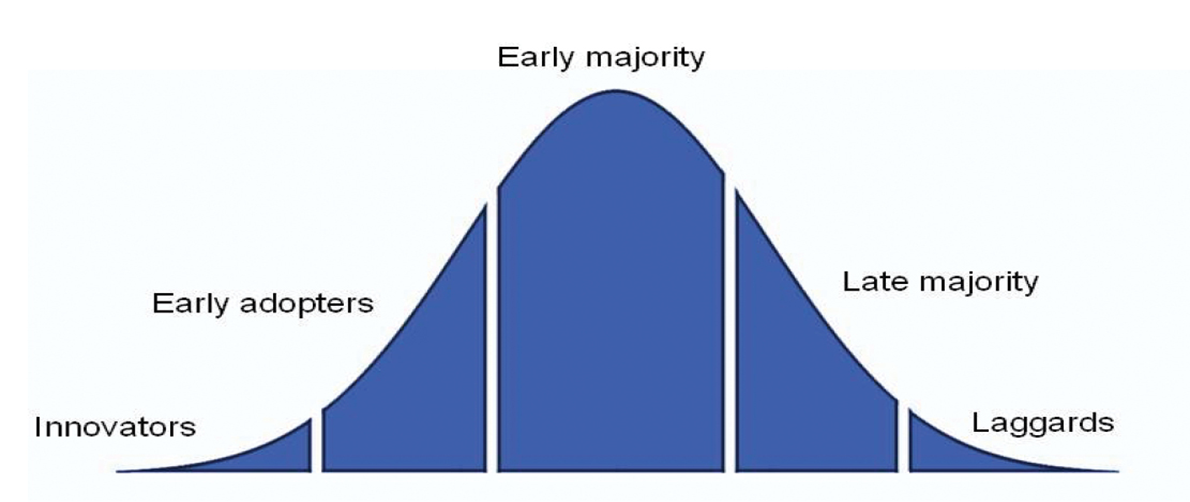 Early majority
Early adopters
Late majority
Innovators
Laggards